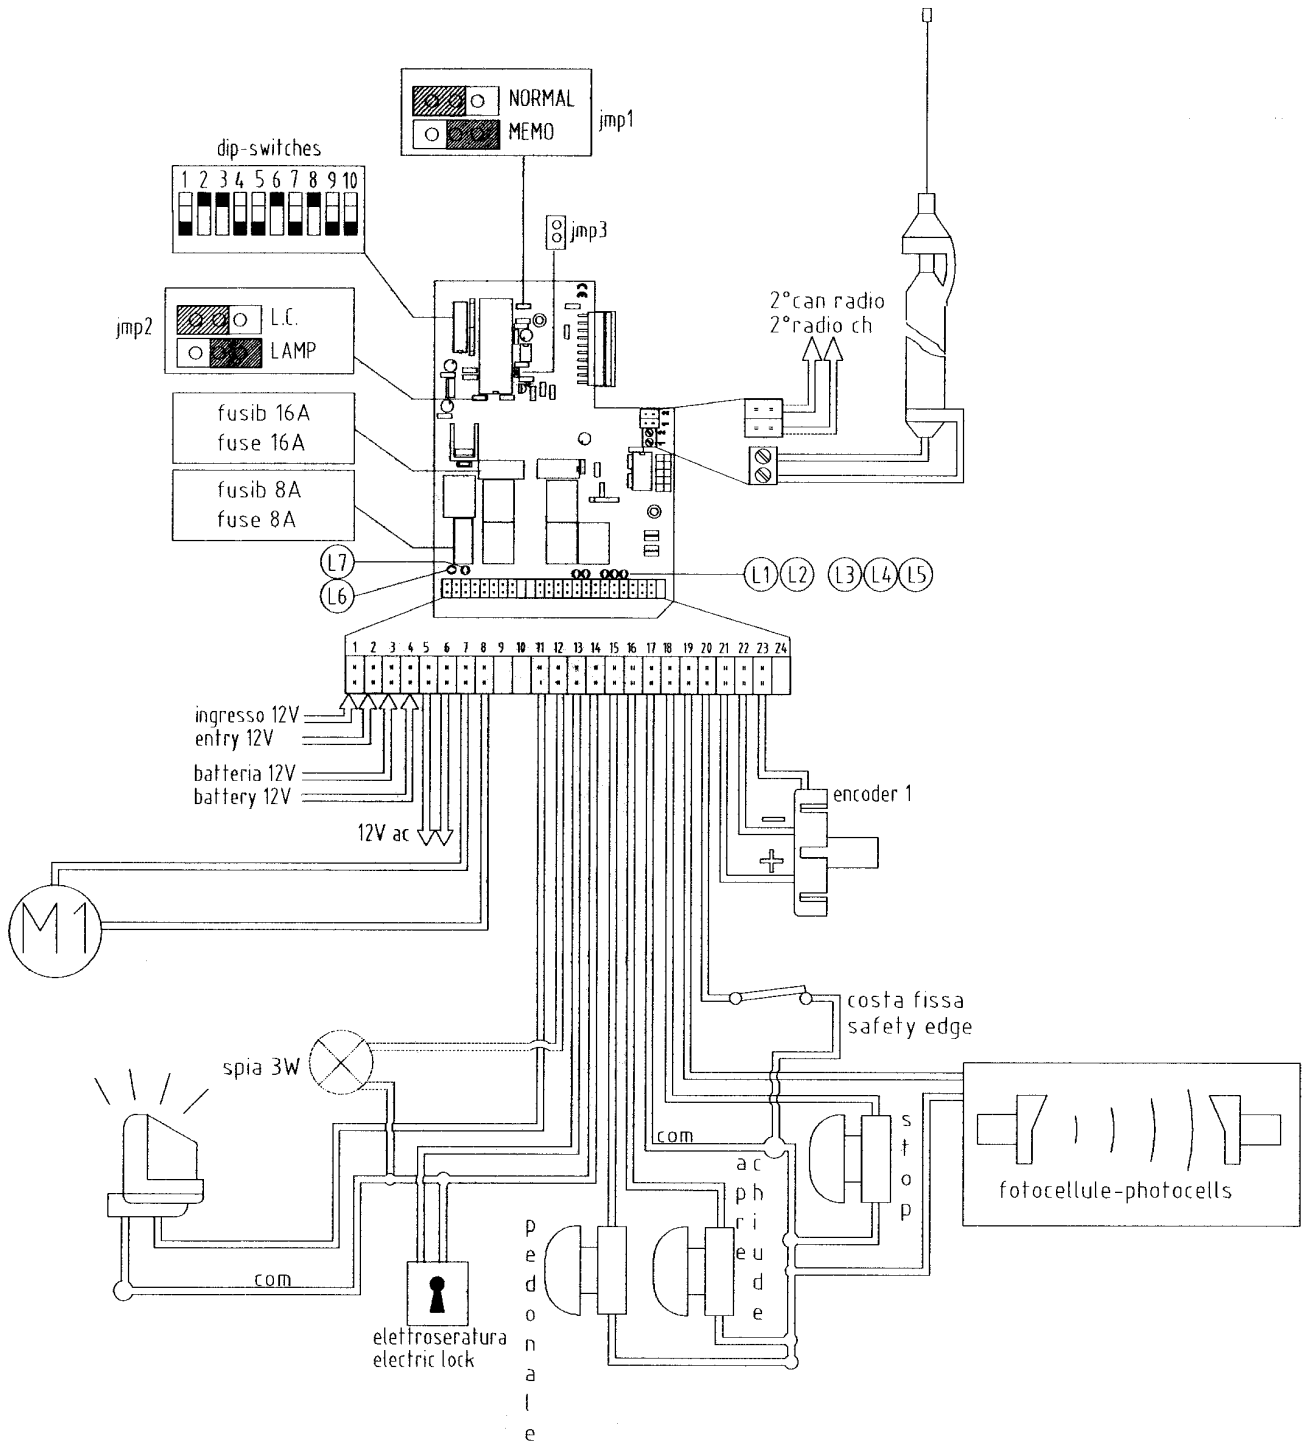 NORMAL
MEMO
jmp1
dip-switches
1 2 3 4 5 6 7 8 9 10
jmp3
jmp2
L.C.
LAMP
2°can radio
2°radio ch
fusib 16A
fuse 16A
fusib 8A
fuse 8A
L7
L6
L1 L2 L3 L4 L5
1 2 3 4 5 6 7 8 9 10 11 12 13 14 15 16 17 18 19 20 21 22 23 24
ingresso 12V
entry 12V
batteria 12V
battery 12V
12V ac
encoder 1
-
+
M1
costa fissa
safety edge
spia 3W
com
stop
apre
chiude
fotocellule-photocells
pedonale
com
elettroseratura
electric lock